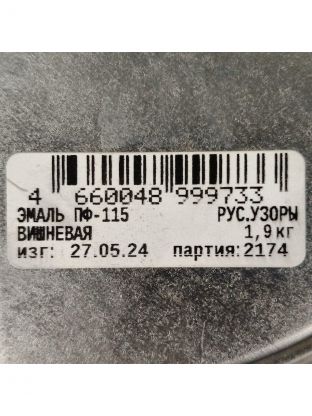 4 660048 999733
ЭМАЛЬ ПФ-115 РУС.УЗОРЫ
ВИШНЕВАЯ 1,9 кг
изг: 27.05.24 партия:2174